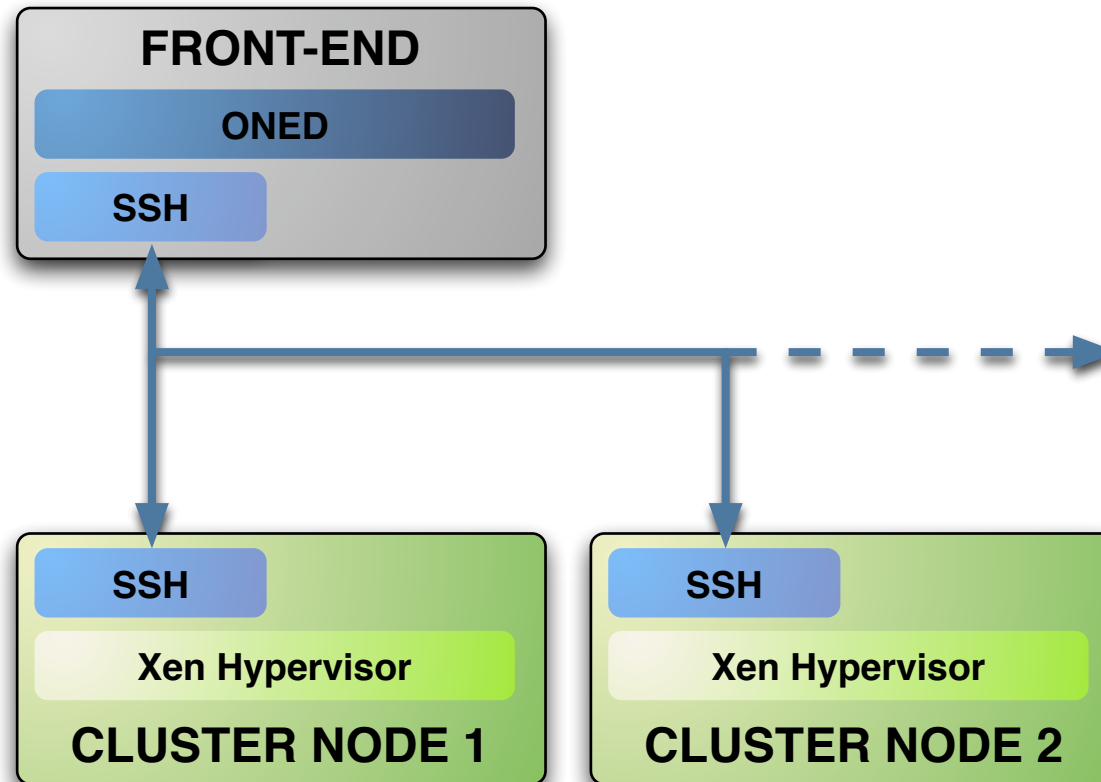 FRONT-END
ONED
SSH
SSH
Xen Hypervisor
CLUSTER NODE 1
SSH
Xen Hypervisor
CLUSTER NODE 2